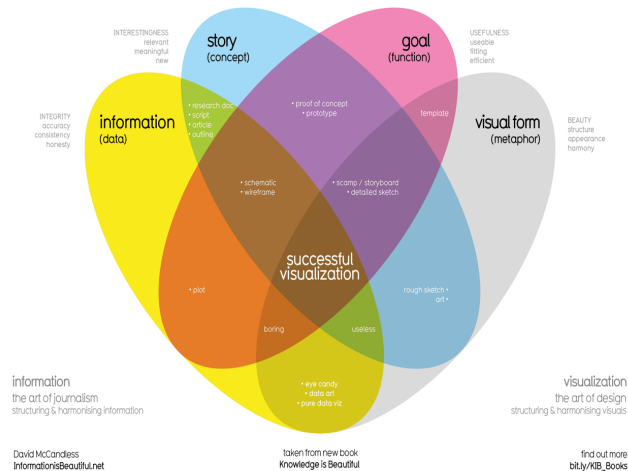 INTERESTINGNESS
relevant
meaningful
new
story
(concept)
goal
(function)
USEFULNESS
useable
fitting
efficient
INTEGRITY
accuracy
consistency
honesty
information
(data)
• research doc
• script
• article
• outline
• proof of concept
• prototype
template
visual form
(metaphor)
BEAUTY
structure
appearance
harmony
• schematic
• wireframe
• scamp / storyboard
• detailed sketch
successful
visualization
• plot
rough sketch •
art •
boring
useless
• eye candy
• data art
• pure data viz
information
the art of journalism
structuring & harmonising information
visualization
the art of design
structuring & harmonising visuals
David McCandless
InformationisBeautiful.net
taken from new book
Knowledge is Beautiful
find out more
bit.ly/KIB_Books